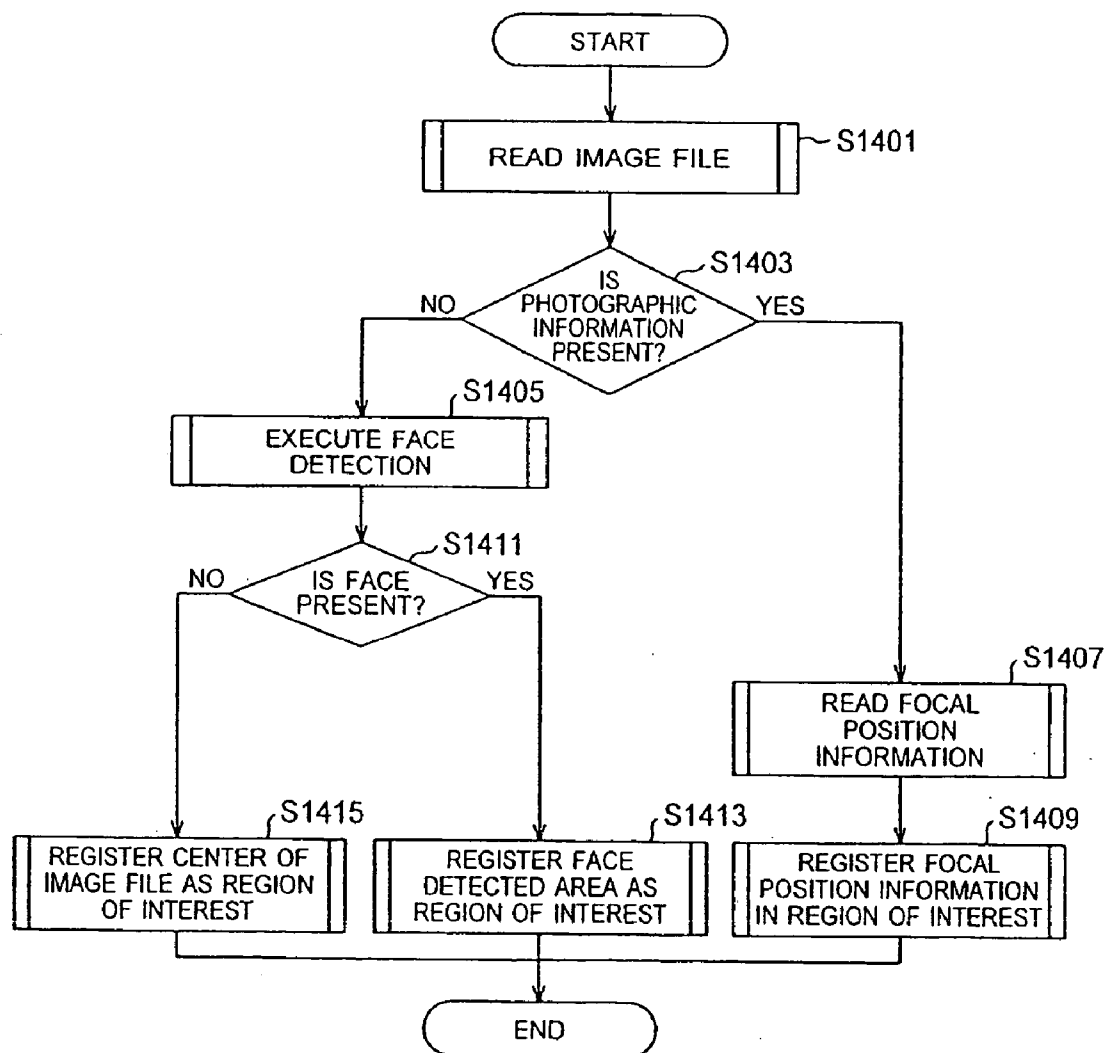 START
READ IMAGE FILE
S1401
S1403
IS
PHOTOGRAPHIC
INFORMATION
PRESENT?
NO
YES
S1405
EXECUTE FACE
DETECTION
S1411
IS FACE
PRESENT?
NO
YES
S1407
READ FOCAL
POSITION
INFORMATION
S1415
REGISTER CENTER OF
IMAGE FILE AS REGION
OF INTEREST
S1413
REGISTER FACE
DETECTED AREA AS
REGION OF INTEREST
S1409
REGISTER FOCAL
POSITION INFORMATION
IN REGION OF INTEREST
END